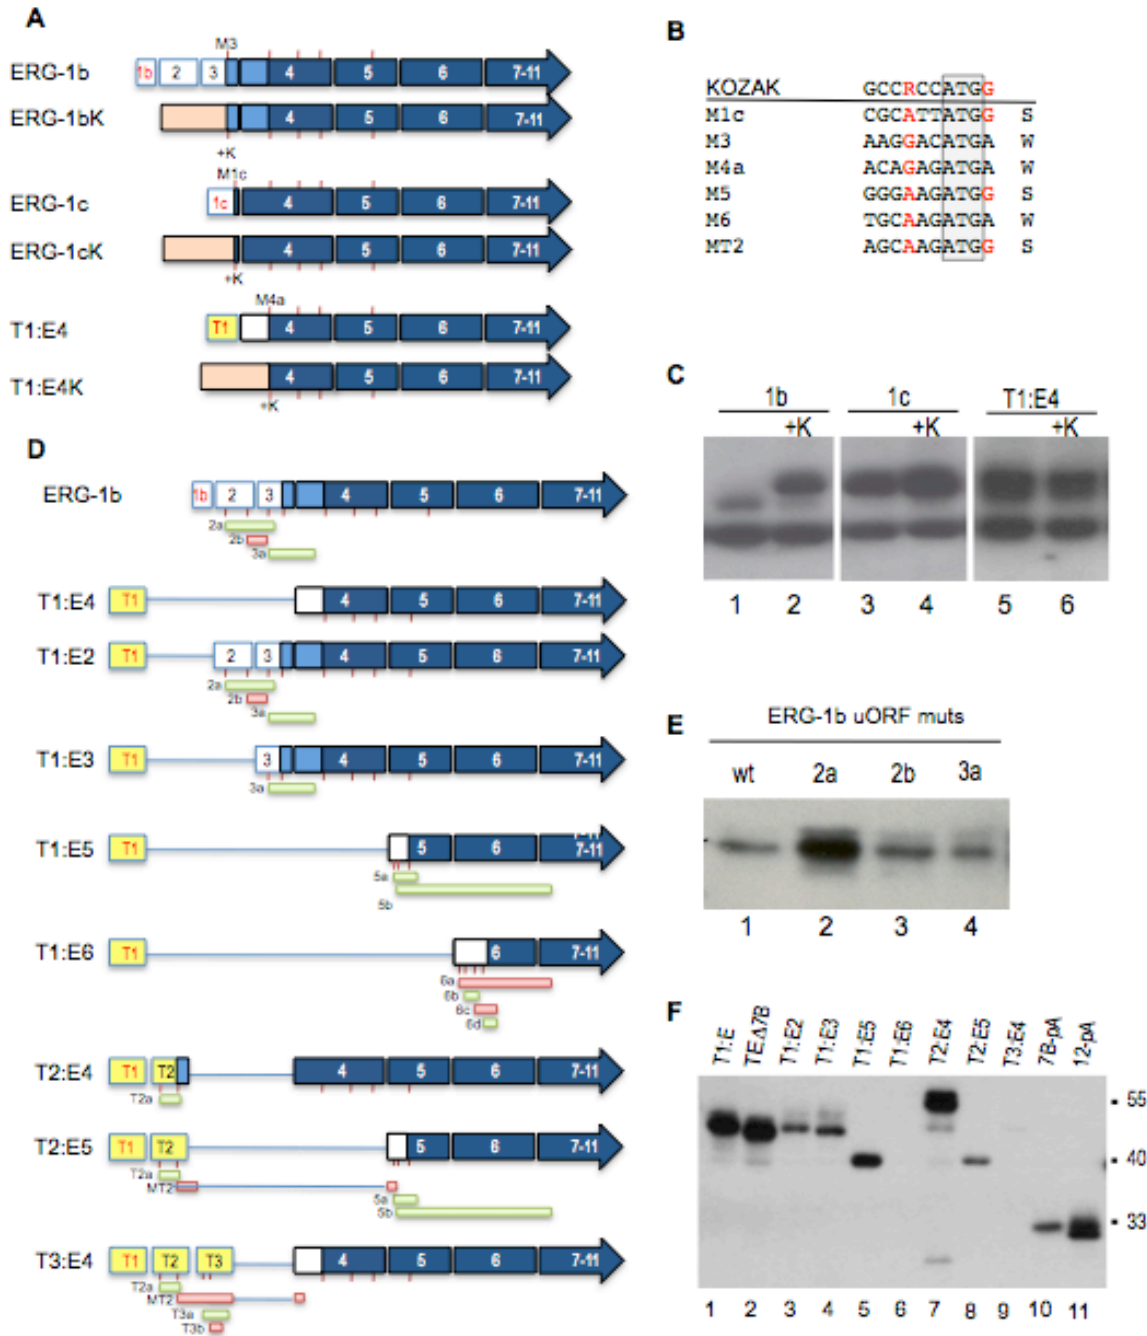 A
M3
ERG-1b
1b 2 3 4 5 6 7-11
ERG-1bK
4 5 6 7-11
+K
M1c
ERG-1c
1c 4 5 6 7-11
ERG-1cK
4 5 6 7-11
+K
M4a
T1:E4
T1 4 5 6 7-11
T1:E4K
4 5 6 7-11
+K
B
KOZAK GCCRCCATGG
M1c CGCATTATGG S
M3 AAGGACATGA W
M4a ACAGAGATGA W
M5 GGGAAGATGG S
M6 TGCAAGATGA W
MT2 AGCAAGATGG S
C
1b 1c T1:E4
+K +K +K
1 2 3 4 5 6
D
ERG-1b
1b 2 3 4 5 6 7-11
2a
2b
3a
T1:E4
T1 4 5 6 7-11
T1:E2
T1 2 3 4 5 6 7-11
2a
2b
3a
T1:E3
T1 3 4 5 6 7-11
3a
T1:E5
T1 5 6 7-11
5a
5b
T1:E6
T1 6 7-11
6a
6b
6c
6d
T2:E4
T1 T2 4 5 6 7-11
T2a
T2:E5
T1 T2 5 6 7-11
T2a
MT2
5a
5b
T3:E4
T1 T2 T3 4 5 6 7-11
T2a
MT2
T3a
T3b
E
ERG-1b uORF muts
wt 2a 2b 3a
1 2 3 4
F
T1:E TEΔ7B T1:E2 T1:E3 T1:E5 T1:E6 T2:E4 T2:E5 T3:E4 7B-pA 12-pA
55
40
33
1 2 3 4 5 6 7 8 9 10 11